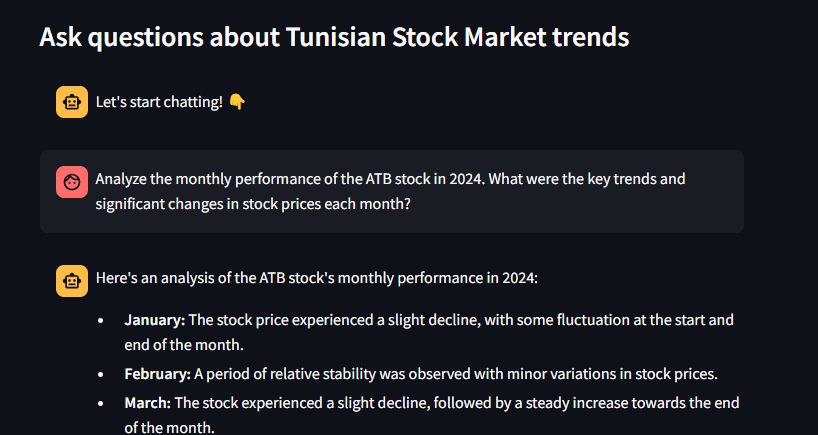 Ask questions about Tunisian Stock Market trends
Let's start chatting! 👇
Analyze the monthly performance of the ATB stock in 2024. What were the key trends and
significant changes in stock prices each month?
Here's an analysis of the ATB stock's monthly performance in 2024:
• January: The stock price experienced a slight decline, with some fluctuation at the start and
end of the month.
• February: A period of relative stability was observed with minor variations in stock prices.
• March: The stock experienced a slight decline, followed by a steady increase towards the end
of the month.